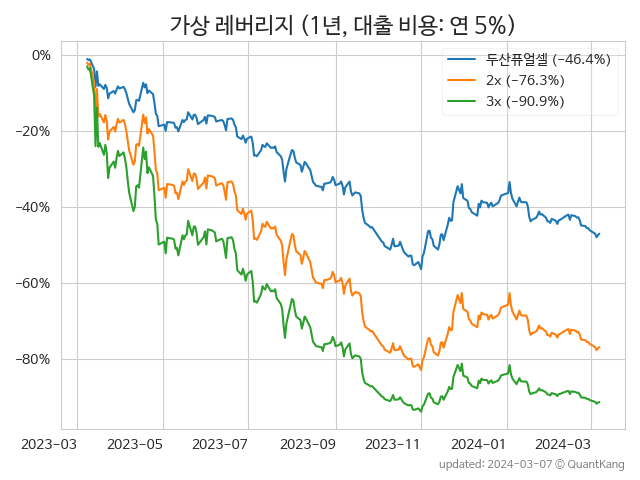 가상 레버리지 (1년, 대출 비용: 연 5%)
두산퓨얼셀 (−46.4%)
2x (−76.3%)
3x (−90.9%)
0%
−20%
−40%
−60%
−80%
2023−03 2023−05 2023−07 2023−09 2023−11 2024−01 2024−03
updated: 2024−03−07 © QuantKang